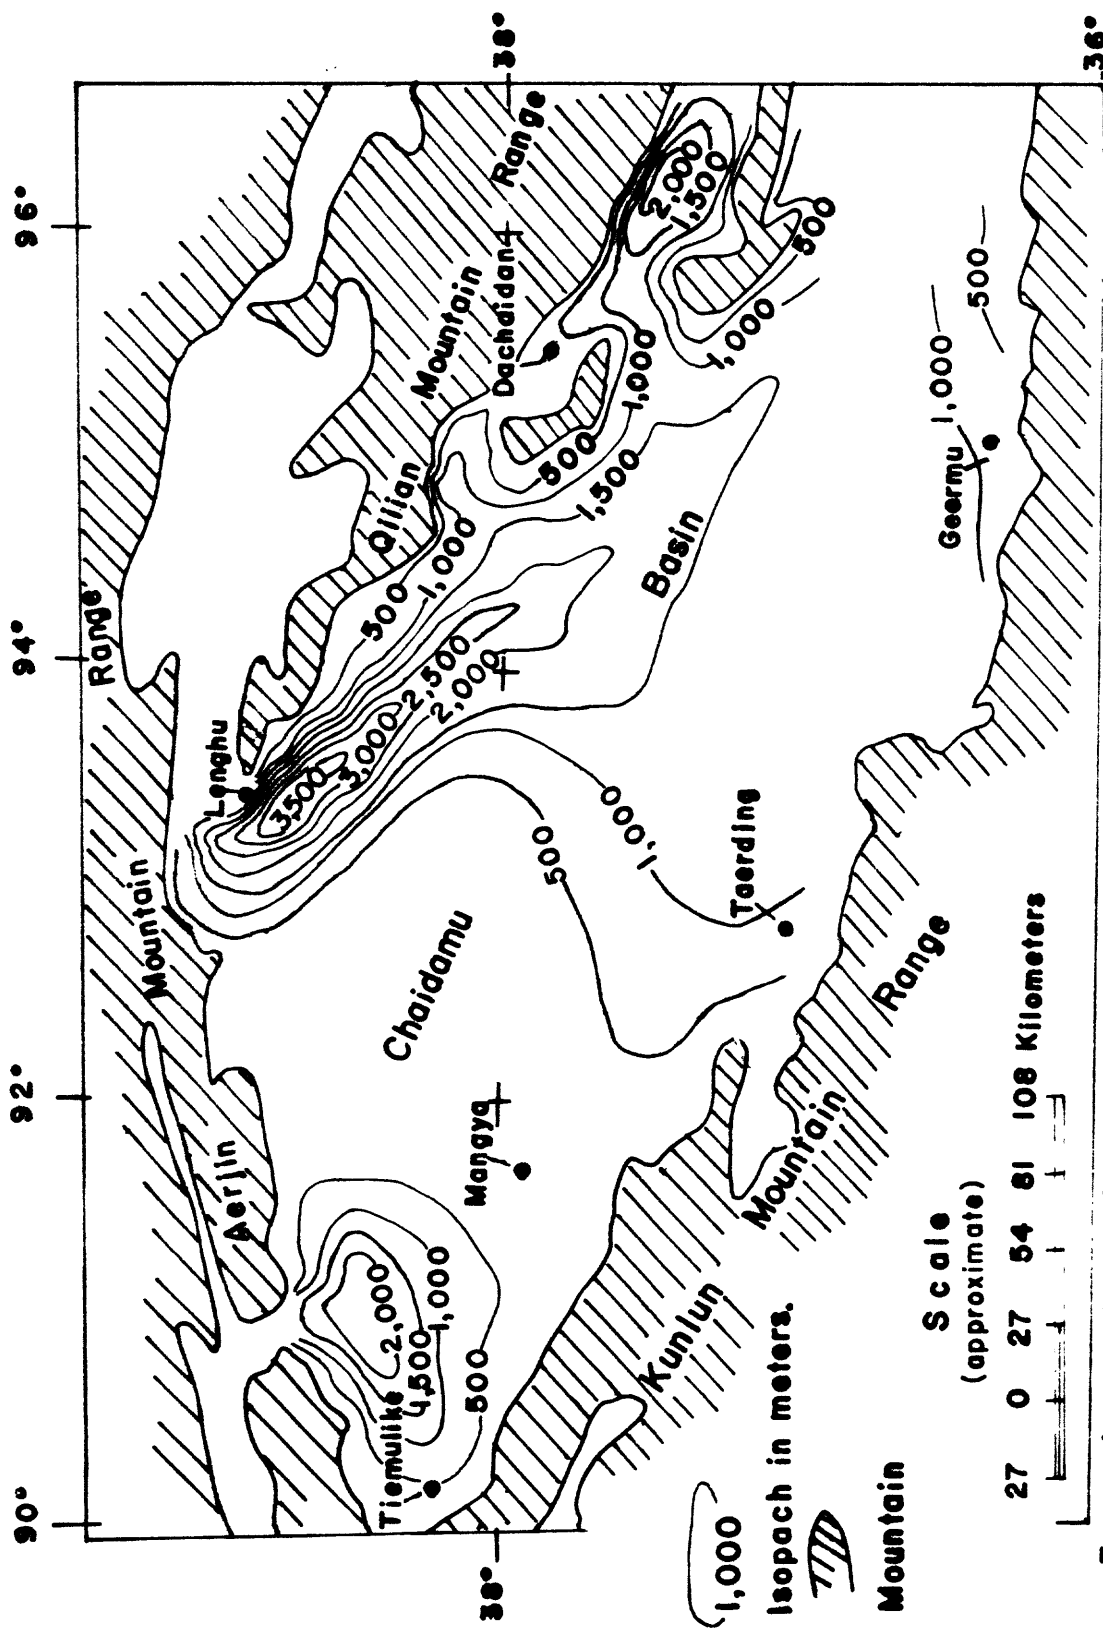 90°
92°
94°
96°
38°
38°
36°
Aerjin
Mountain
Range
Qilian
Mountain
Range
Lenghu
Dachaidan
Tiemulike
Mangya
Chaidamu
Basin
Taerding
Geermu
Kunlun
Mountain
Range
2,000
1,500
1,000
500
3,500
3,000
2,500
2,000
500
1,000
1,500
500
1,000
500
1,000
2,000
1,500
500
1,000
1,000
500
1,000
Isopach in meters.
Mountain
Scale
(approximate)
27 0 27 54 81 108 Kilometers